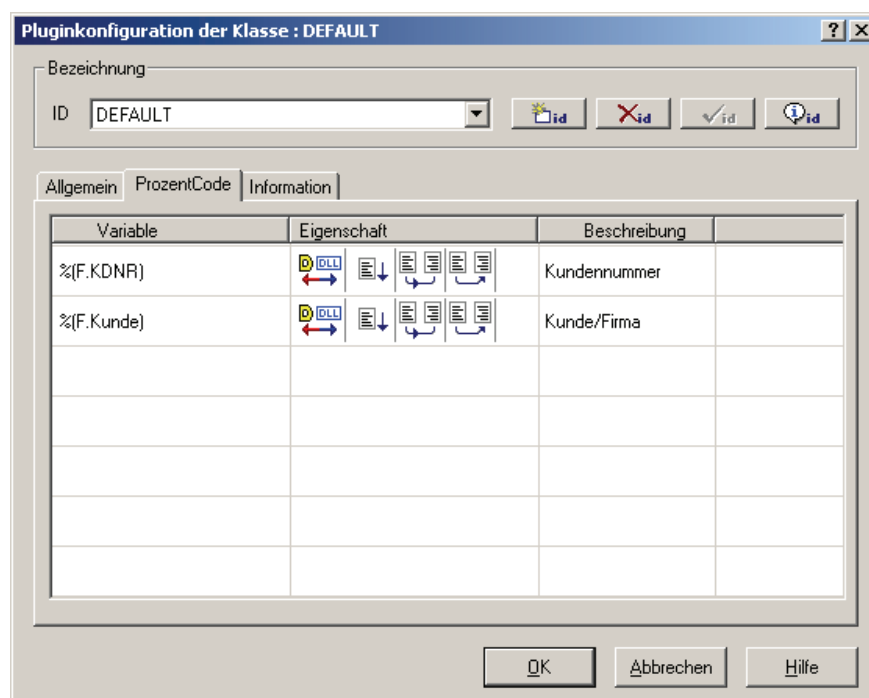 Pluginkonfiguration der Klasse : DEFAULT
Bezeichnung
ID DEFAULT id id id id
Allgemein ProzentCode Information
Variable Eigenschaft Beschreibung
%(F.KDNR) D DLL Kundennummer
%(F.Kunde) D DLL Kunde/Firma
OK Abbrechen Hilfe